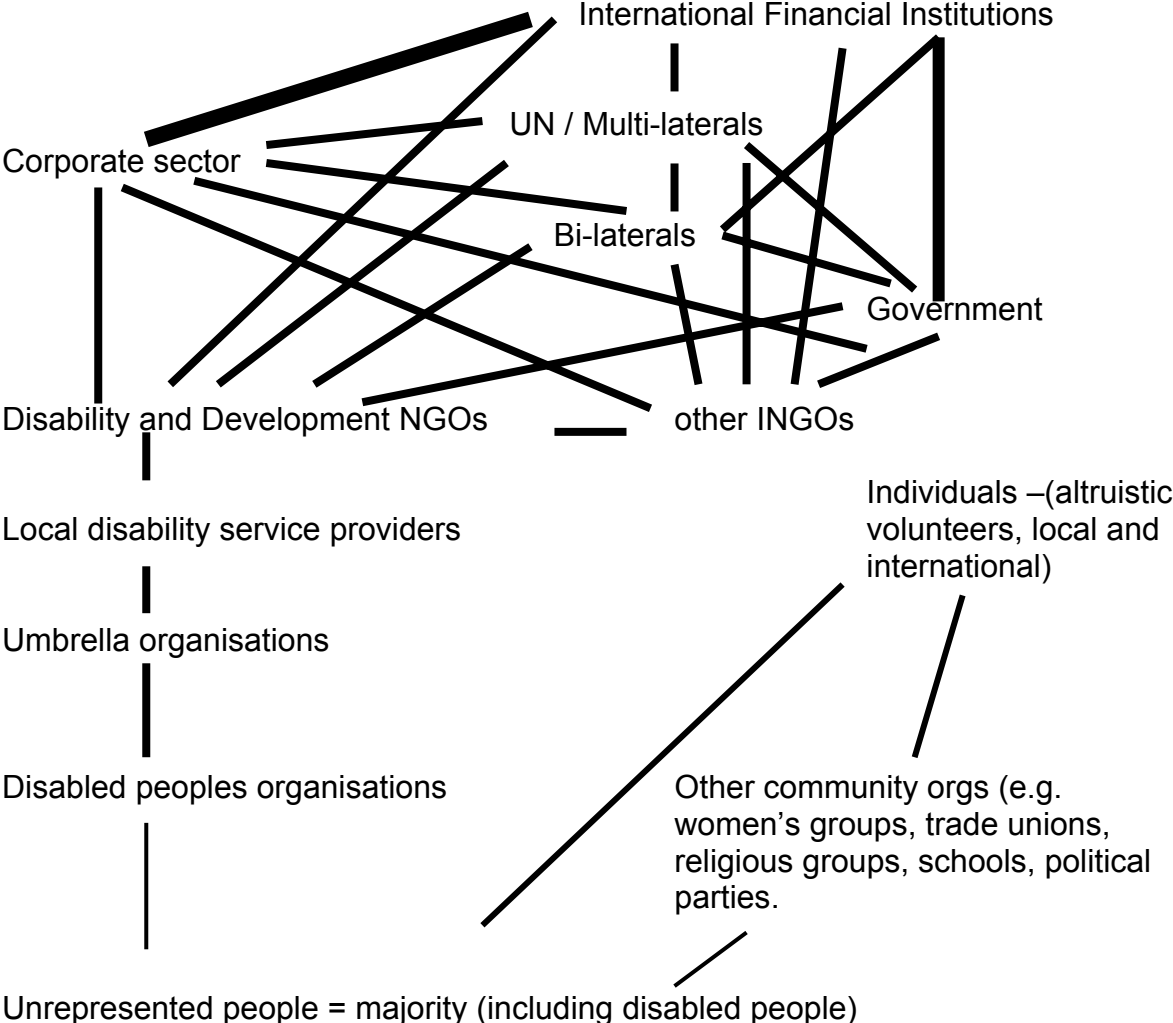 International Financial Institutions
UN / Multi-laterals
Corporate sector
Bi-laterals
Government
Disability and Development NGOs
other INGOs
Individuals –(altruistic
volunteers, local and
international)
Local disability service providers
Umbrella organisations
Disabled peoples organisations
Other community orgs (e.g.
women’s groups, trade unions,
religious groups, schools, political
parties.
Unrepresented people = majority (including disabled people)